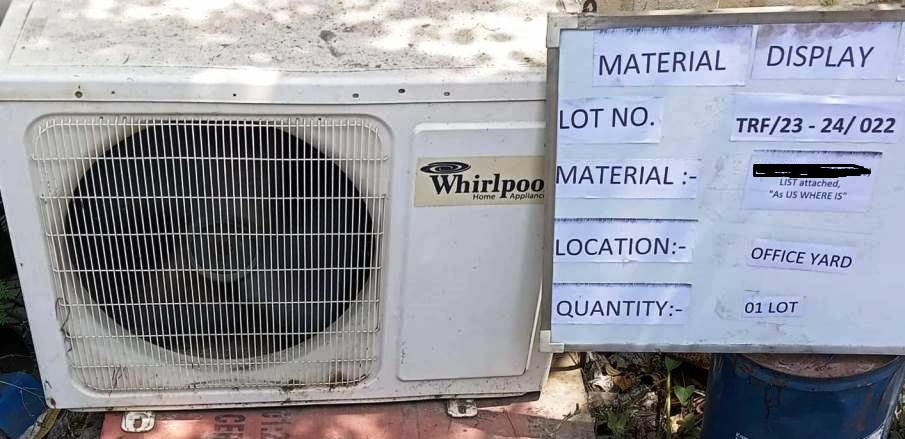 Whirlpoo
Home Applianc
MATERIAL DISPLAY
LOT NO. TRF/23 - 24/ 022
MATERIAL :-
LIST attached,
"As US WHERE IS"
LOCATION:- OFFICE YARD
QUANTITY:- 01 LOT